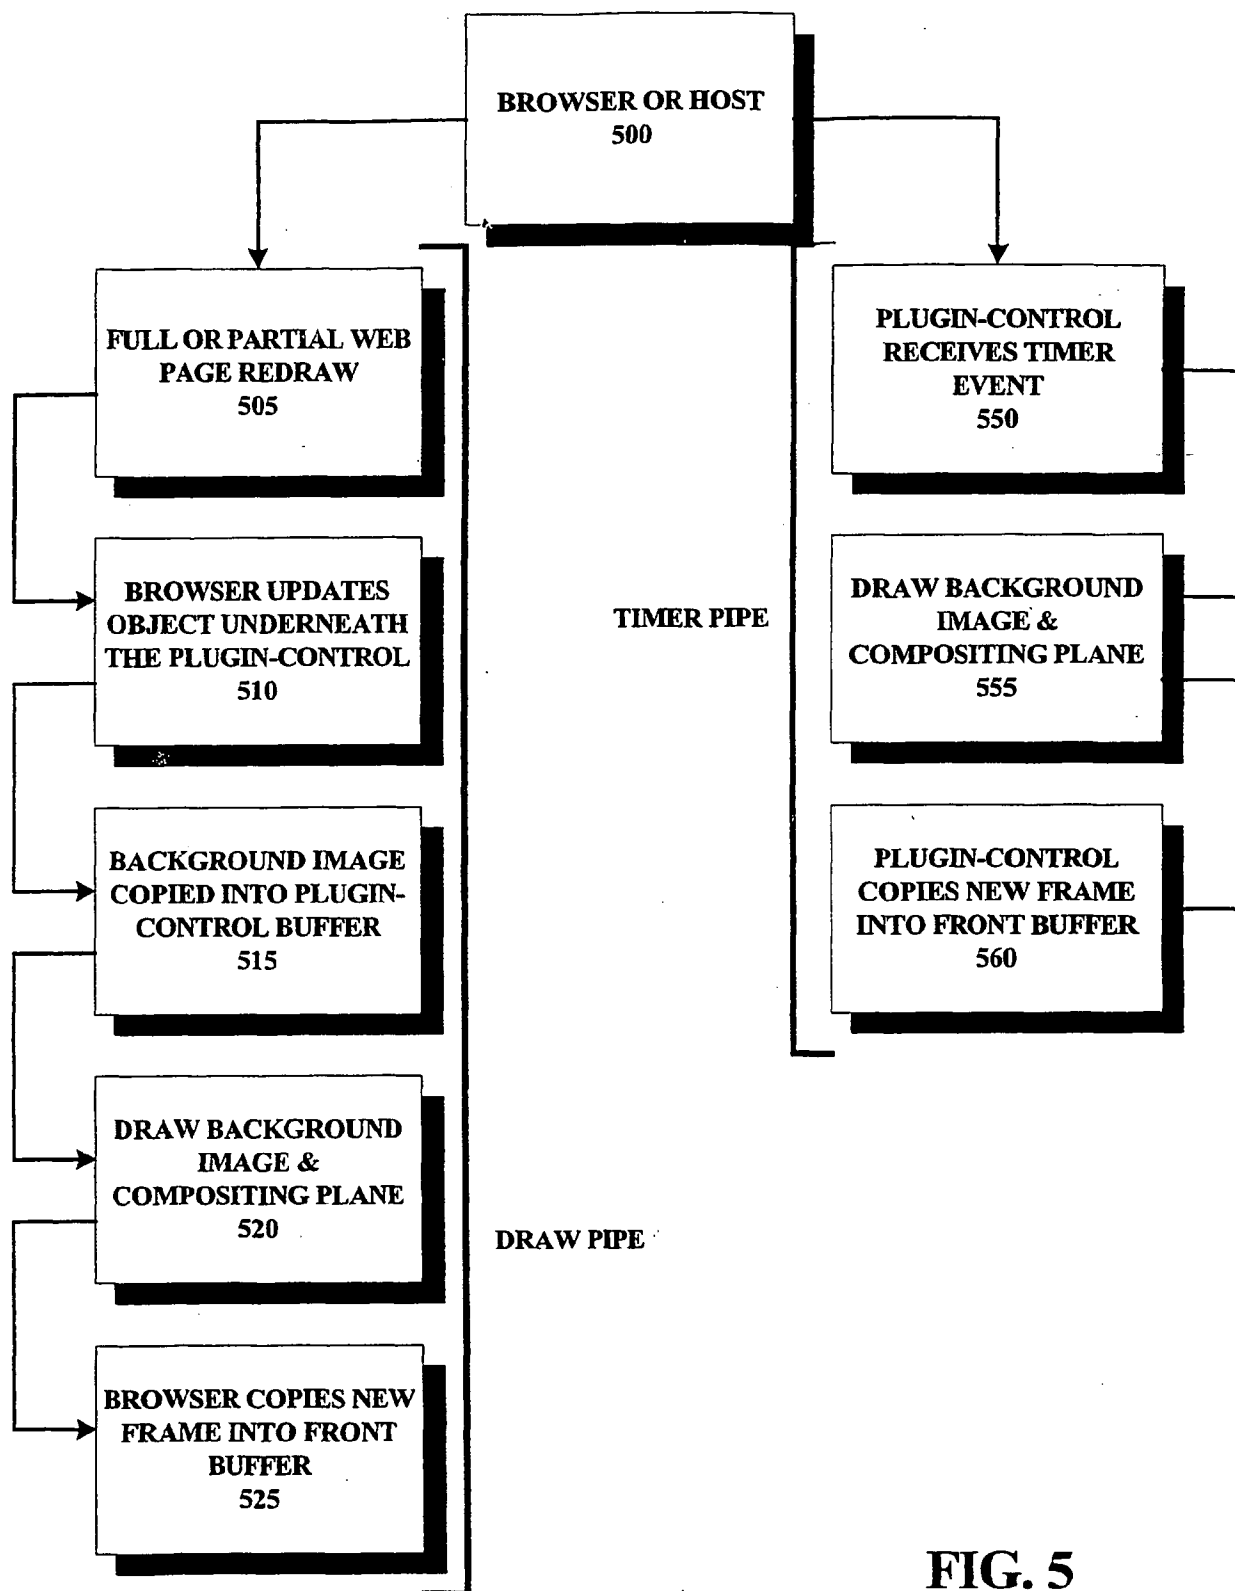 BROWSER OR HOST
500
FULL OR PARTIAL WEB
PAGE REDRAW
505
BROWSER UPDATES
OBJECT UNDERNEATH
THE PLUGIN-CONTROL
510
BACKGROUND IMAGE
COPIED INTO PLUGIN-
CONTROL BUFFER
515
DRAW BACKGROUND
IMAGE &
COMPOSITING PLANE
520
BROWSER COPIES NEW
FRAME INTO FRONT
BUFFER
525
DRAW PIPE
TIMER PIPE
PLUGIN-CONTROL
RECEIVES TIMER
EVENT
550
DRAW BACKGROUND
IMAGE &
COMPOSITING PLANE
555
PLUGIN-CONTROL
COPIES NEW FRAME
INTO FRONT BUFFER
560
FIG. 5